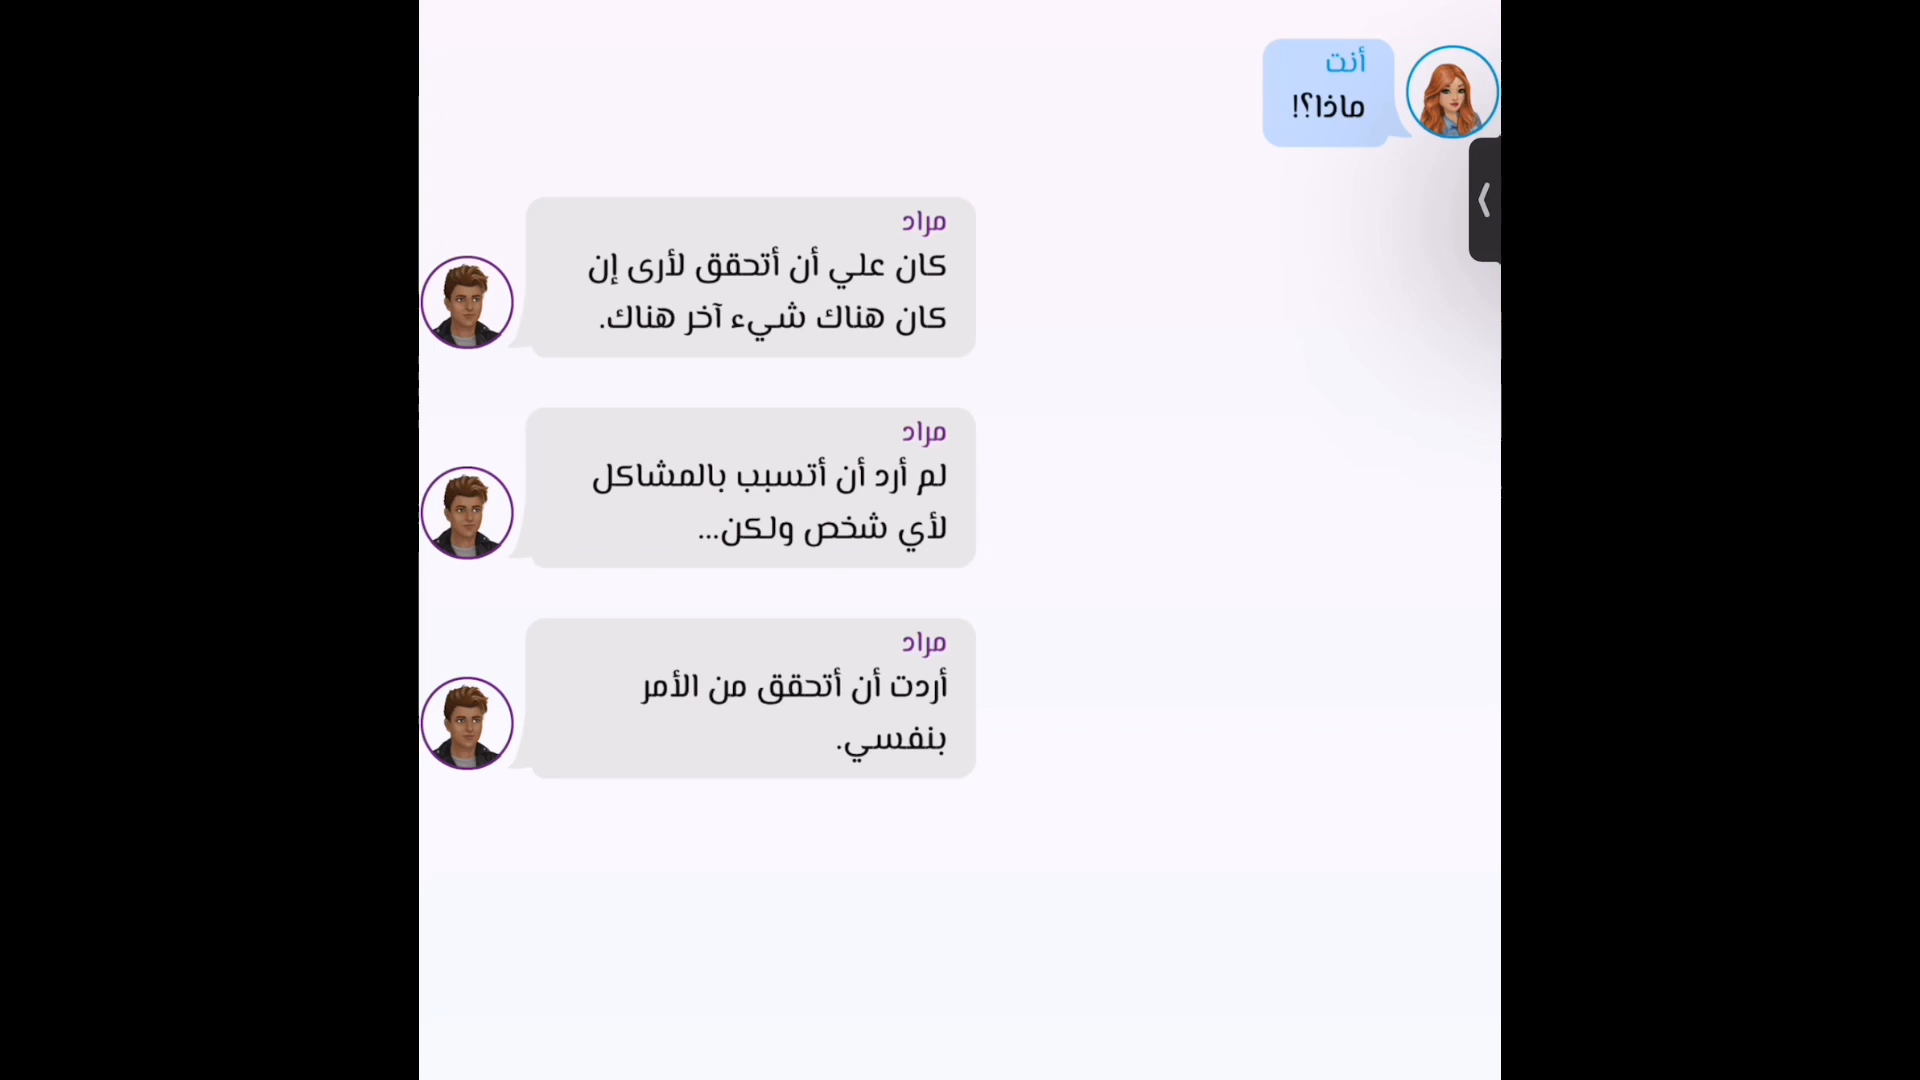 أنت
ماذا؟!
مراد
كان علي أن أتحقق لأرى إن
كان هناك شيء آخر هناك.
مراد
لم أرد أن أتسبب بالمشاكل
لأي شخص ولكن...
مراد
أردت أن أتحقق من الأمر
بنفسي.